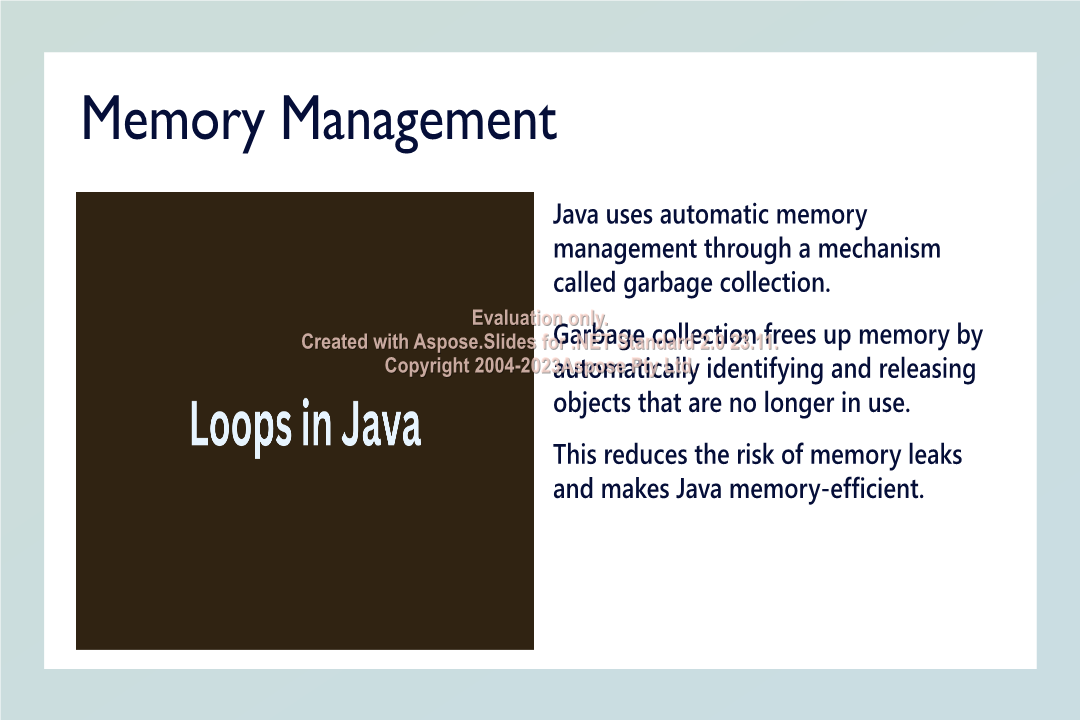 Memory Management
Java uses automatic memory
management through a mechanism
called garbage collection.
Garbage collection frees up memory by
automatically identifying and releasing
objects that are no longer in use.
This reduces the risk of memory leaks
and makes Java memory-efficient.
Loops in Java
Evaluation only.
Created with Aspose.Slides for .NET Standard 2.0 23.11.
Copyright 2004-2023Aspose Pty Ltd.